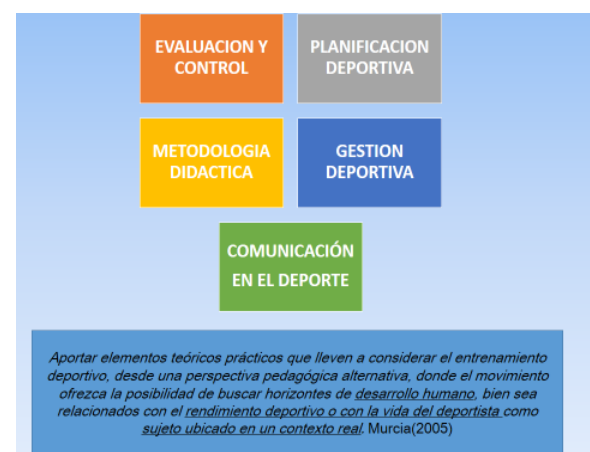 EVALUACION Y
CONTROL
PLANIFICACION
DEPORTIVA
METODOLOGIA
DIDACTICA
GESTION
DEPORTIVA
COMUNICACIÓN
EN EL DEPORTE
Aportar elementos teóricos prácticos que lleven a considerar el entrenamiento
deportivo, desde una perspectiva pedagógica alternativa, donde el movimiento
ofrezca la posibilidad de buscar horizontes de desarrollo humano, bien sea
relacionados con el rendimiento deportivo o con la vida del deportista como
sujeto ubicado en un contexto real. Murcia(2005)